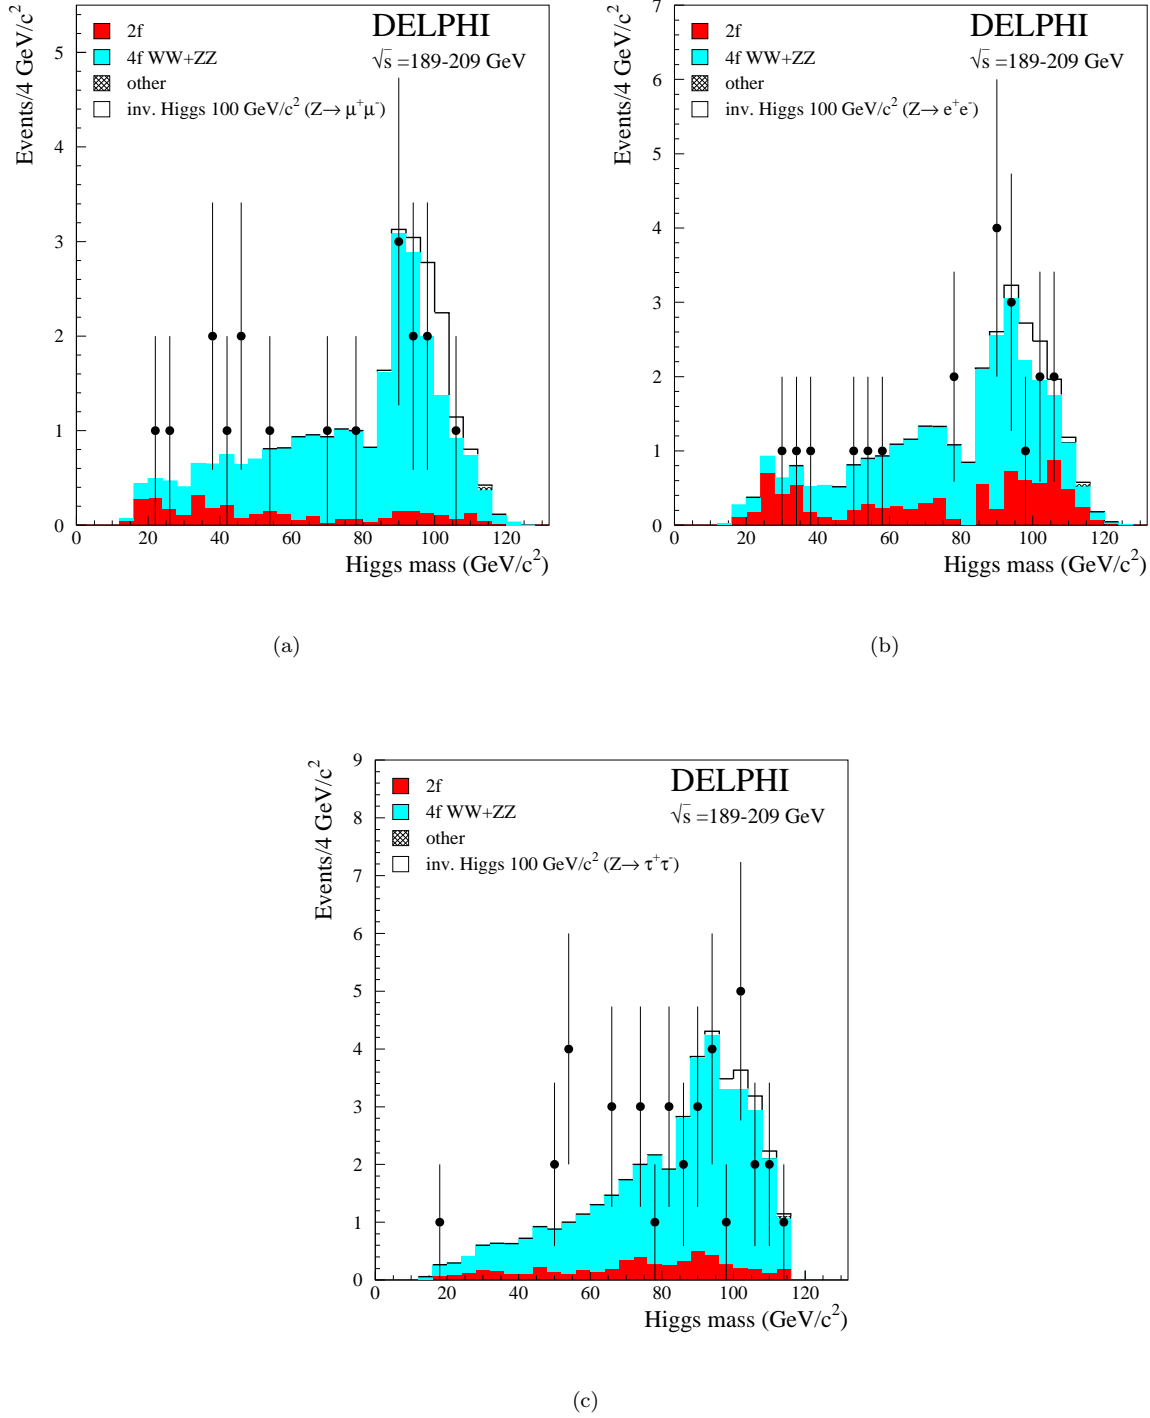 DELPHI
√s =189-209 GeV
2f
4f WW+ZZ
other
inv. Higgs 100 GeV/c² (Z→ μ⁺μ⁻)
Events/4 GeV/c²
5
4
3
2
1
0
0 20 40 60 80 100 120
Higgs mass (GeV/c²)
(a)
DELPHI
√s =189-209 GeV
2f
4f WW+ZZ
other
inv. Higgs 100 GeV/c² (Z→ e⁺e⁻)
Events/4 GeV/c²
7
6
5
4
3
2
1
0
0 20 40 60 80 100 120
Higgs mass (GeV/c²)
(b)
DELPHI
√s =189-209 GeV
2f
4f WW+ZZ
other
inv. Higgs 100 GeV/c² (Z→ τ⁺τ⁻)
Events/4 GeV/c²
9
8
7
6
5
4
3
2
1
0
0 20 40 60 80 100 120
Higgs mass (GeV/c²)
(c)